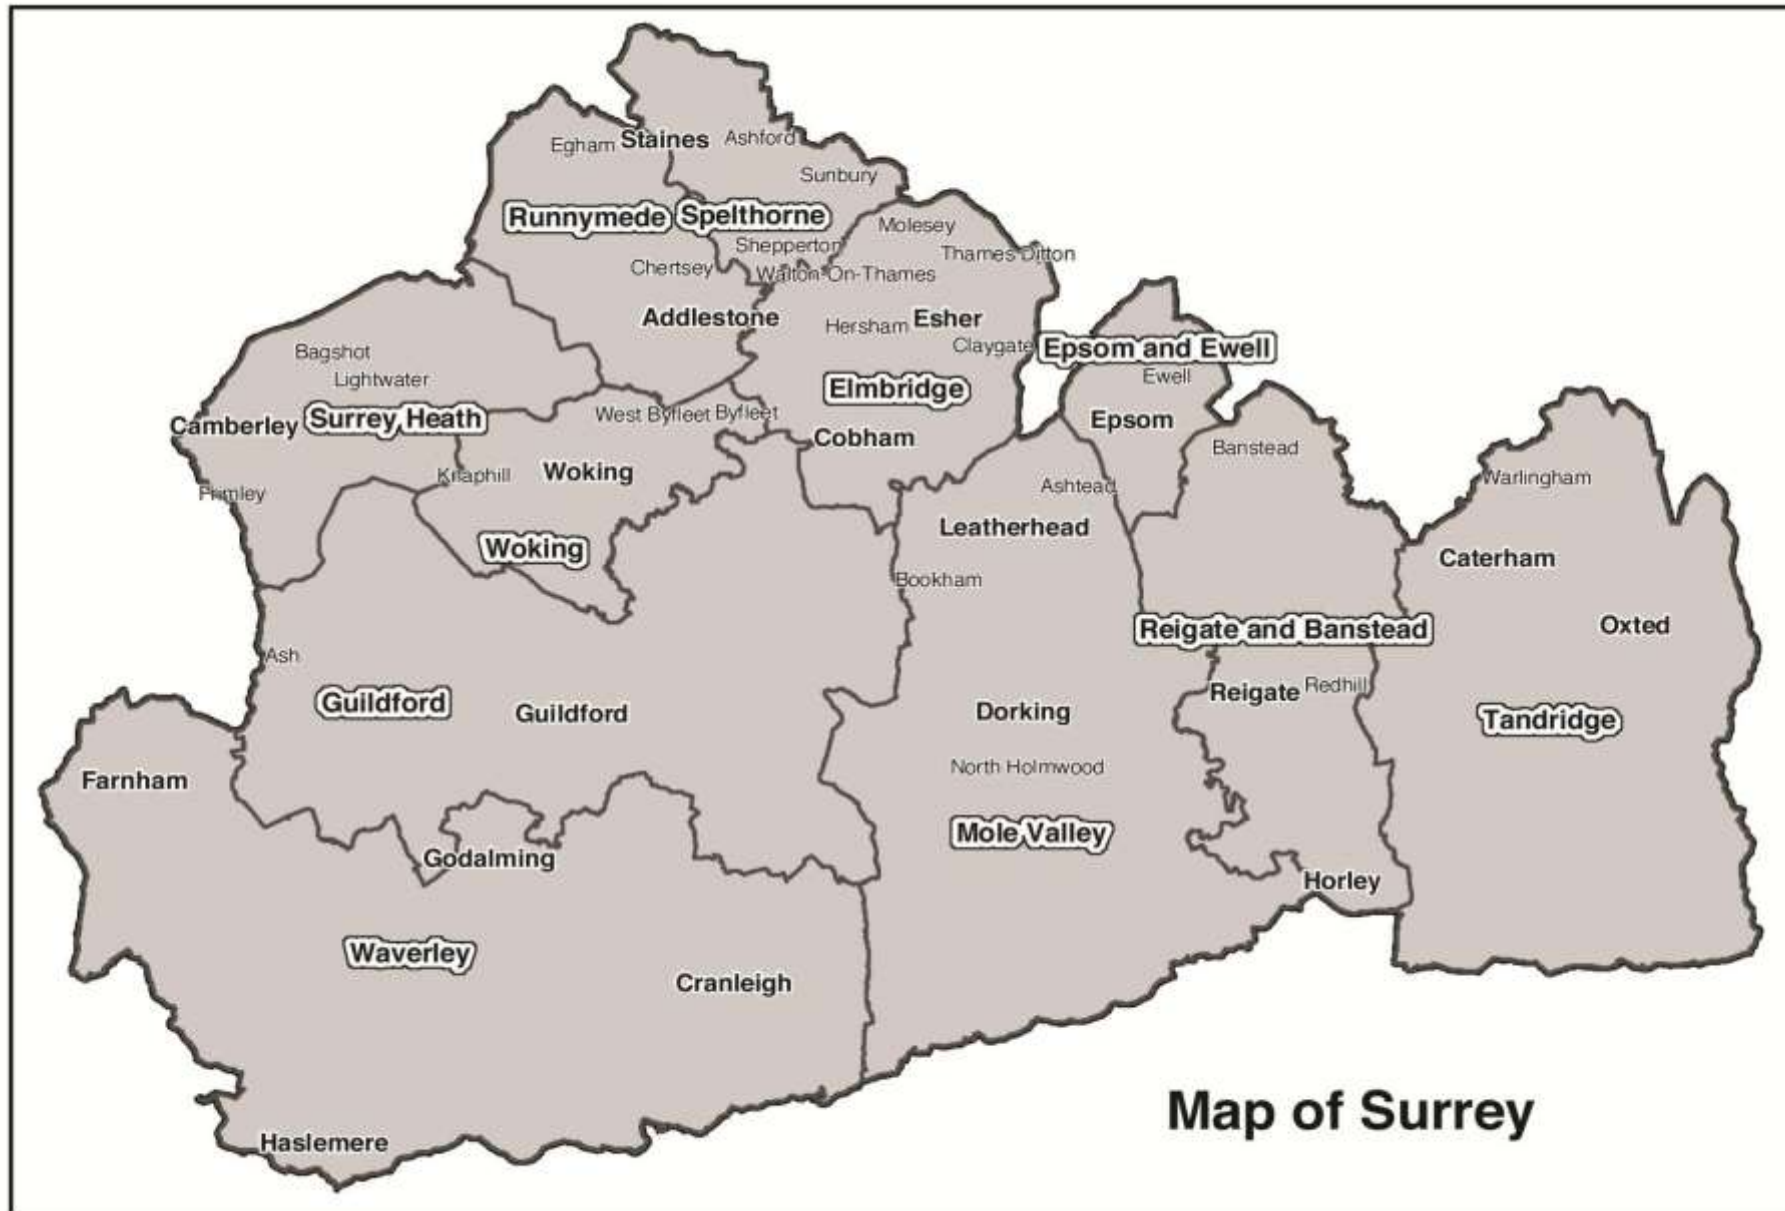 Egham
Staines
Ashford
Sunbury
Runnymede
Spelthorne
Molesey
Shepperton
Thames Ditton
Chertsey
Walton-On-Thames
Addlestone
Hersham
Esher
Claygate
Epsom and Ewell
Bagshot
Ewell
Lightwater
Elmbridge
West Byfleet
Byfleet
Camberley
Surrey Heath
Epsom
Cobham
Banstead
Knaphill
Woking
Warlingham
Ashtead
Frimley
Leatherhead
Woking
Caterham
Bookham
Oxted
Reigate and Banstead
Ash
Reigate
Redhill
Guildford
Guildford
Dorking
Tandridge
North Holmwood
Farnham
Mole Valley
Godalming
Horley
Waverley
Cranleigh
Map of Surrey
Haslemere